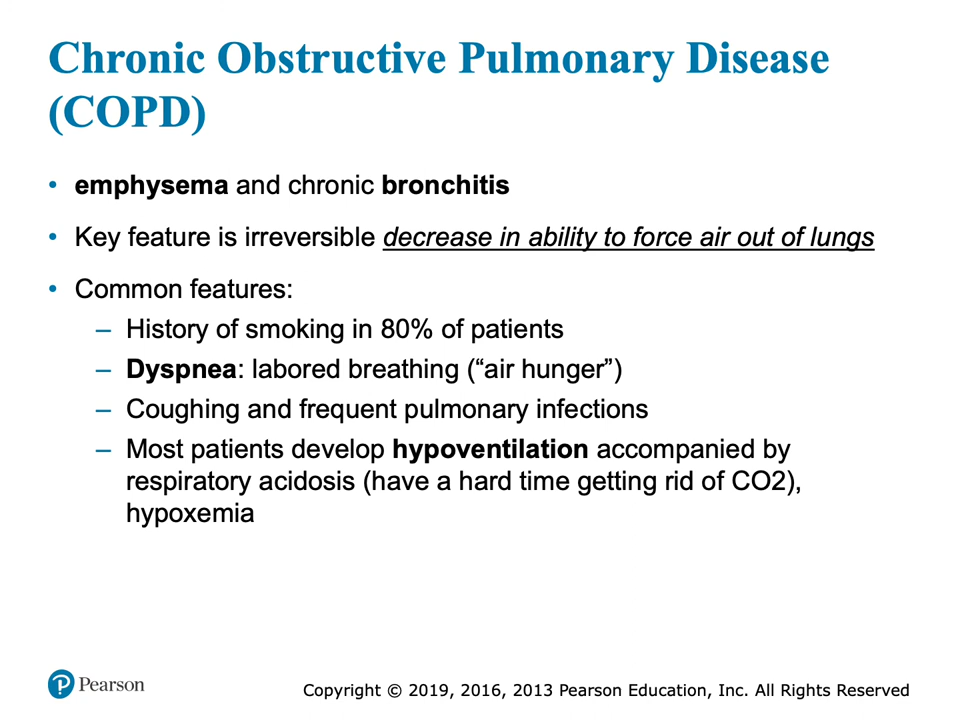 Chronic Obstructive Pulmonary Disease
(COPD)
• emphysema and chronic bronchitis
• Key feature is irreversible decrease in ability to force air out of lungs
• Common features:
– History of smoking in 80% of patients
– Dyspnea: labored breathing (“air hunger”)
– Coughing and frequent pulmonary infections
– Most patients develop hypoventilation accompanied by
respiratory acidosis (have a hard time getting rid of CO2),
hypoxemia
Pearson
Copyright © 2019, 2016, 2013 Pearson Education, Inc. All Rights Reserved